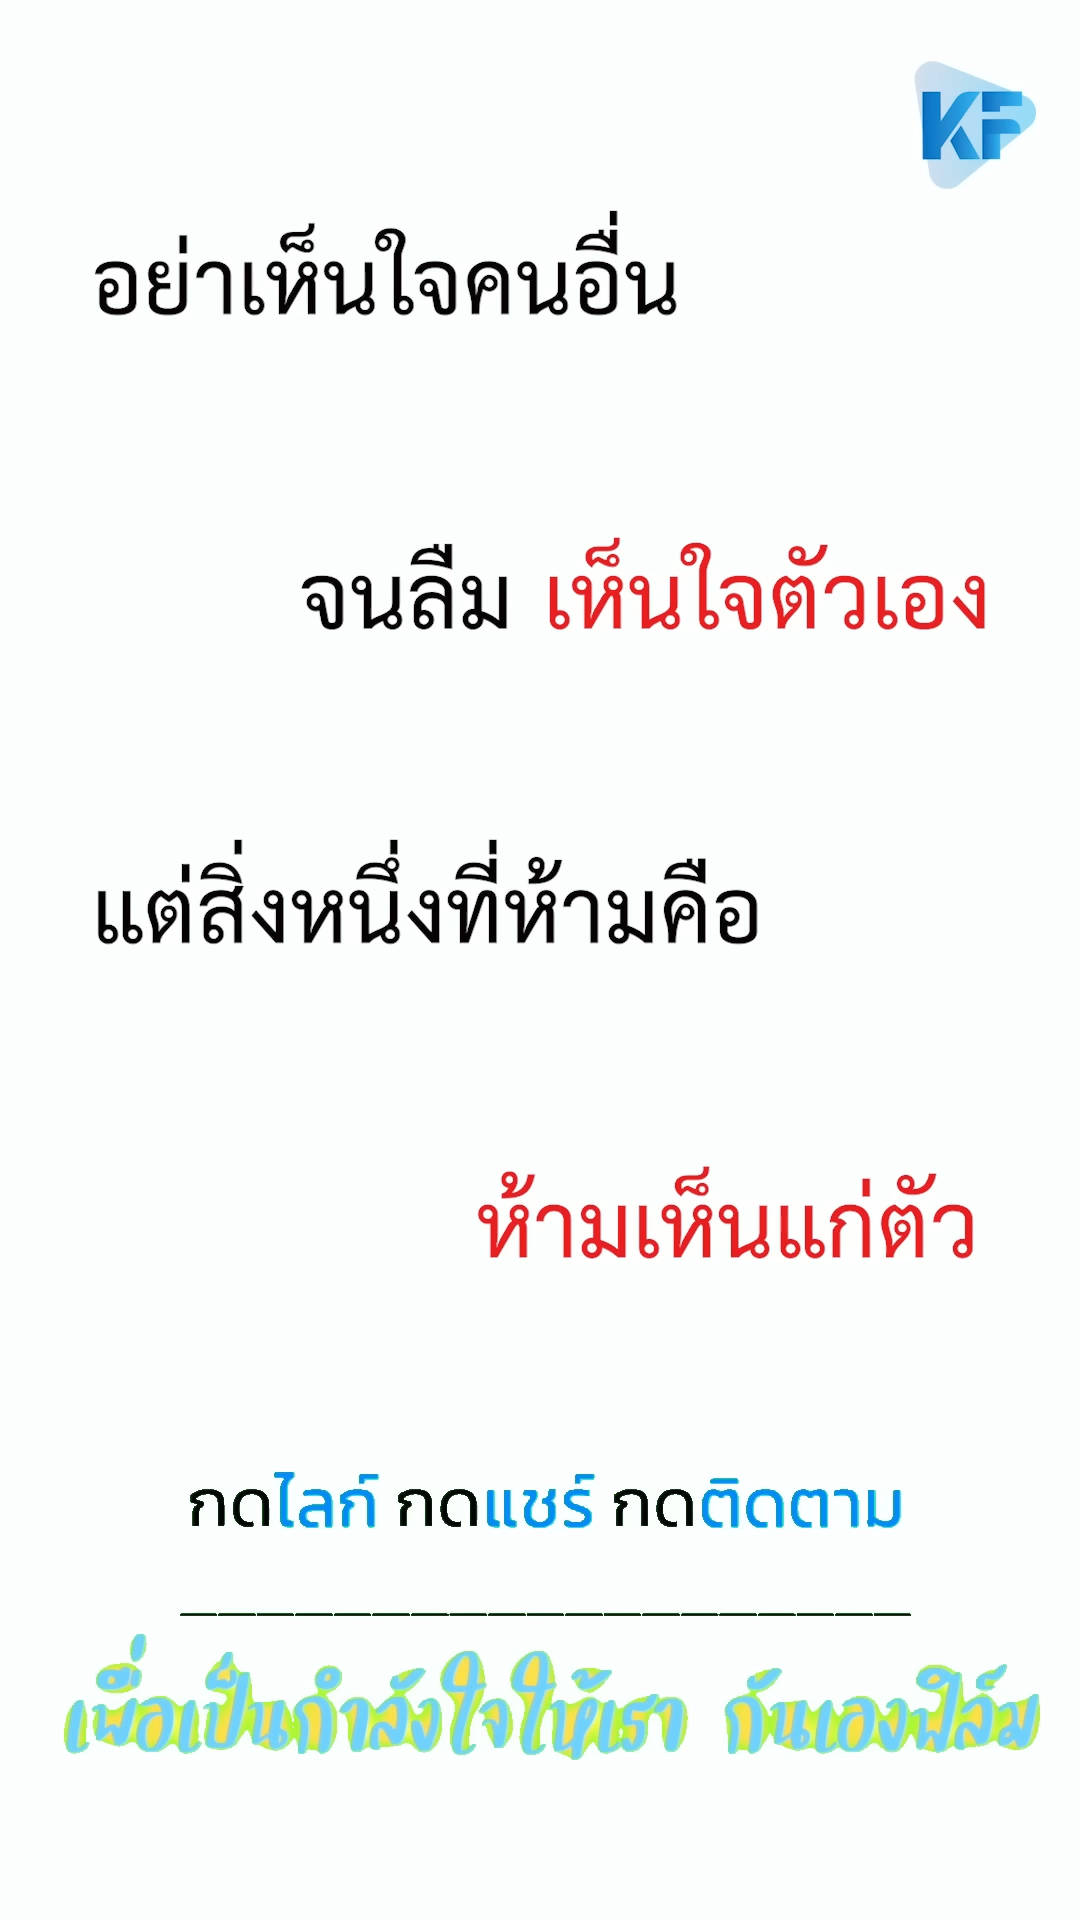 KF
อย่าเห็นใจคนอื่น
จนลืม เห็นใจตัวเอง
แต่สิ่งหนึ่งที่ห้ามคือ
ห้ามเห็นแก่ตัว
กดไลก์ กดแชร์ กดติดตาม
___________________
เพื่อเป็นกำลังใจให้เรา กันเองฟิล์ม